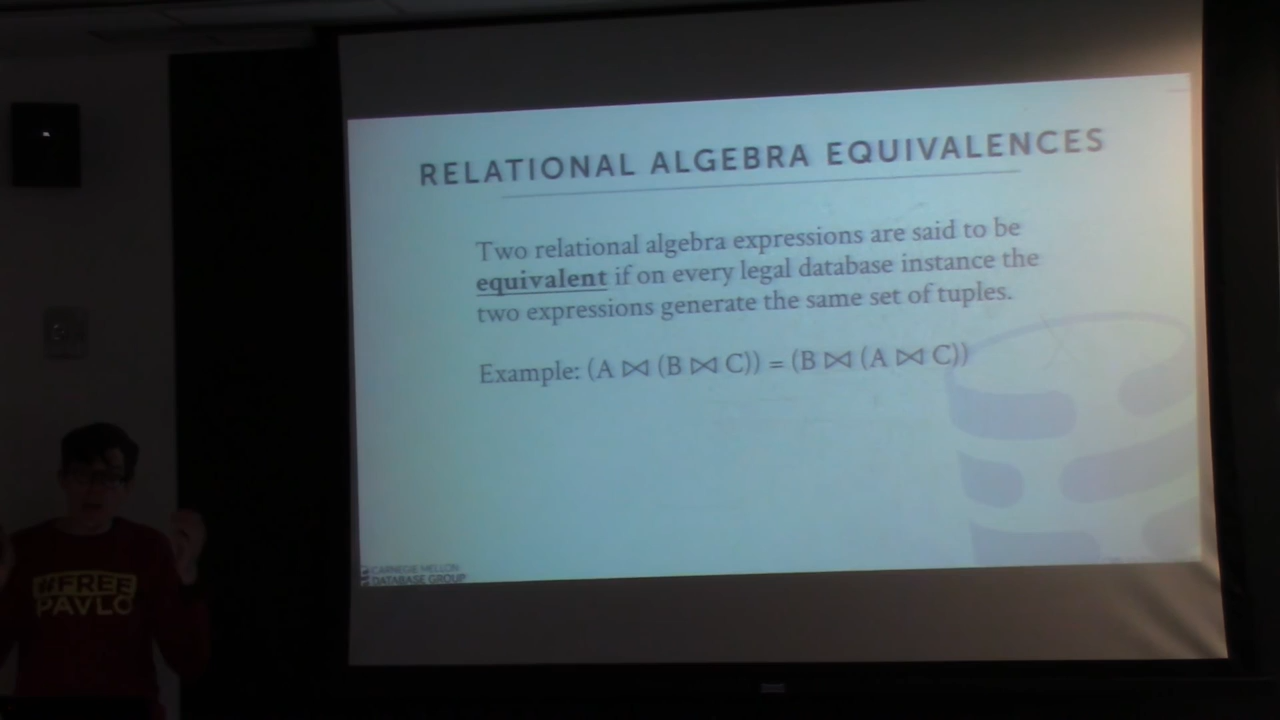 RELATIONAL ALGEBRA EQUIVALENCES
Two relational algebra expressions are said to be
equivalent if on every legal database instance the
two expressions generate the same set of tuples.
Example: (A ⋈ (B ⋈ C)) = (B ⋈ (A ⋈ C))
CARNEGIE MELLON
DATABASE GROUP
#FREE
PAVLO